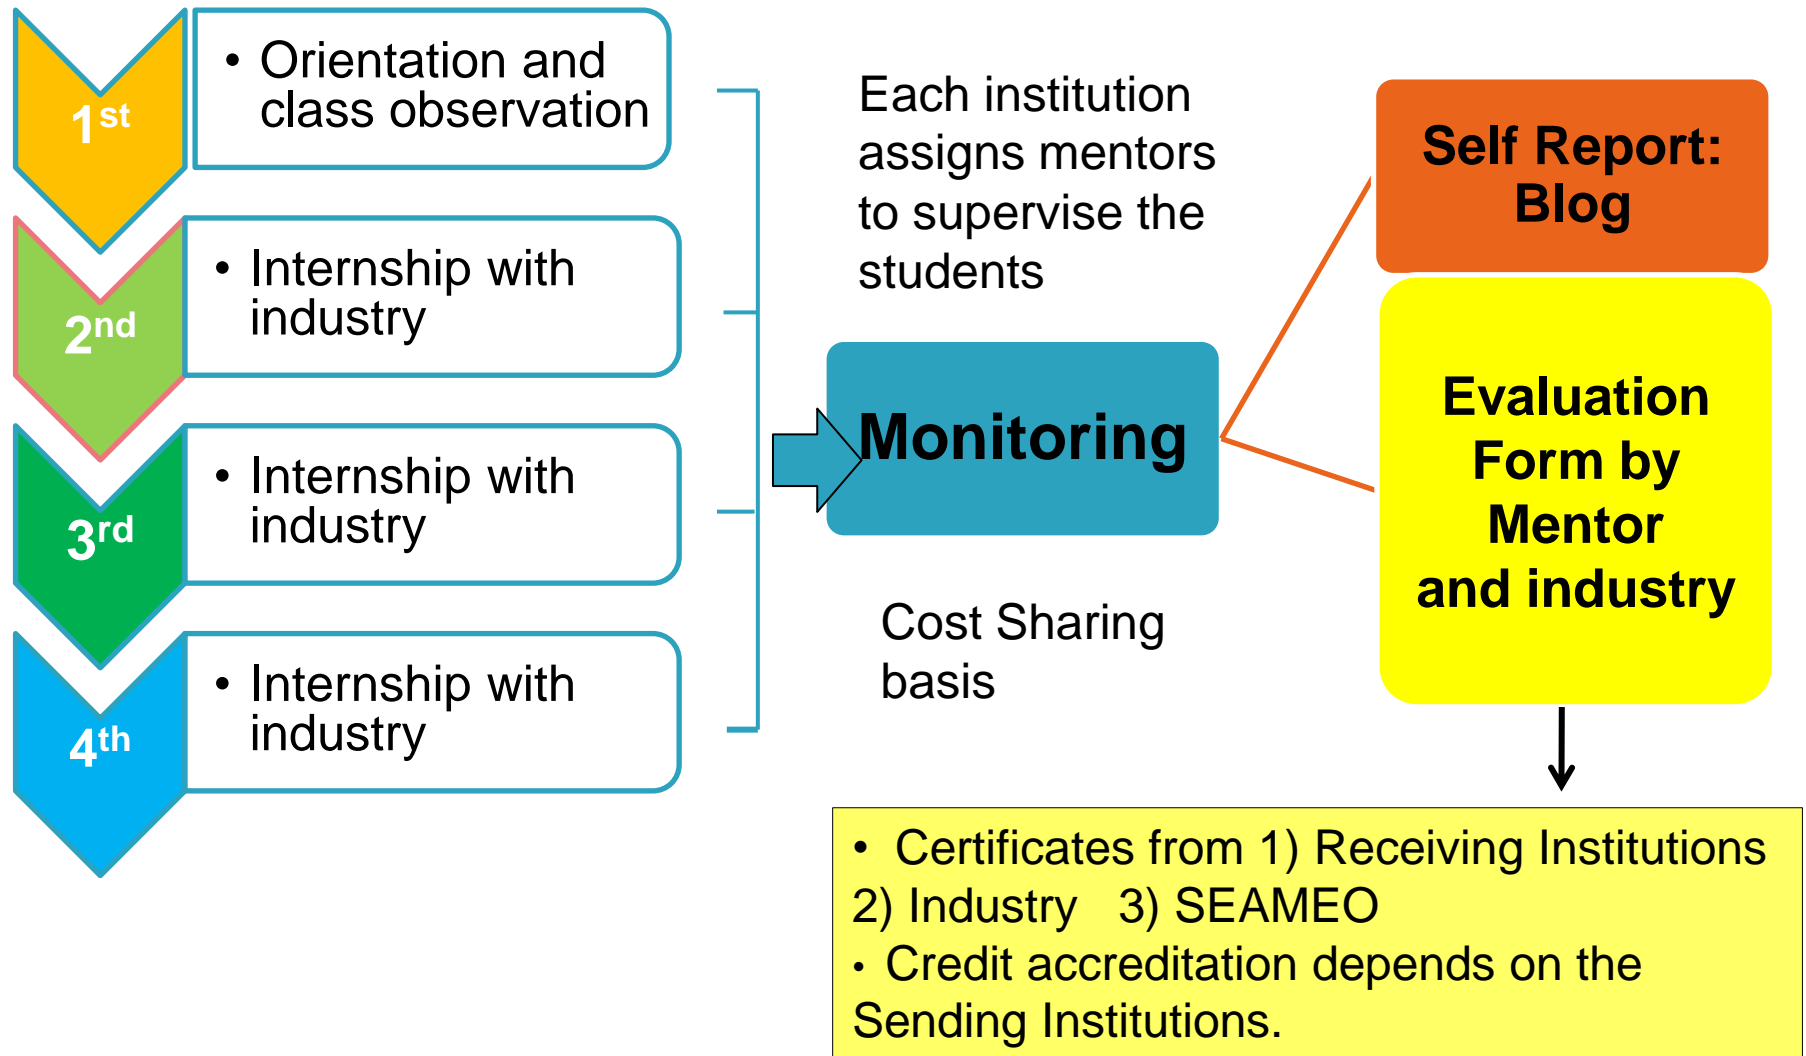 1st
• Orientation and
class observation
2nd
• Internship with
industry
3rd
• Internship with
industry
4th
• Internship with
industry
Each institution
assigns mentors
to supervise the
students
Monitoring
Cost Sharing
basis
Self Report:
Blog
Evaluation
Form by
Mentor
and industry
• Certificates from 1) Receiving Institutions
2) Industry 3) SEAMEO
• Credit accreditation depends on the
Sending Institutions.